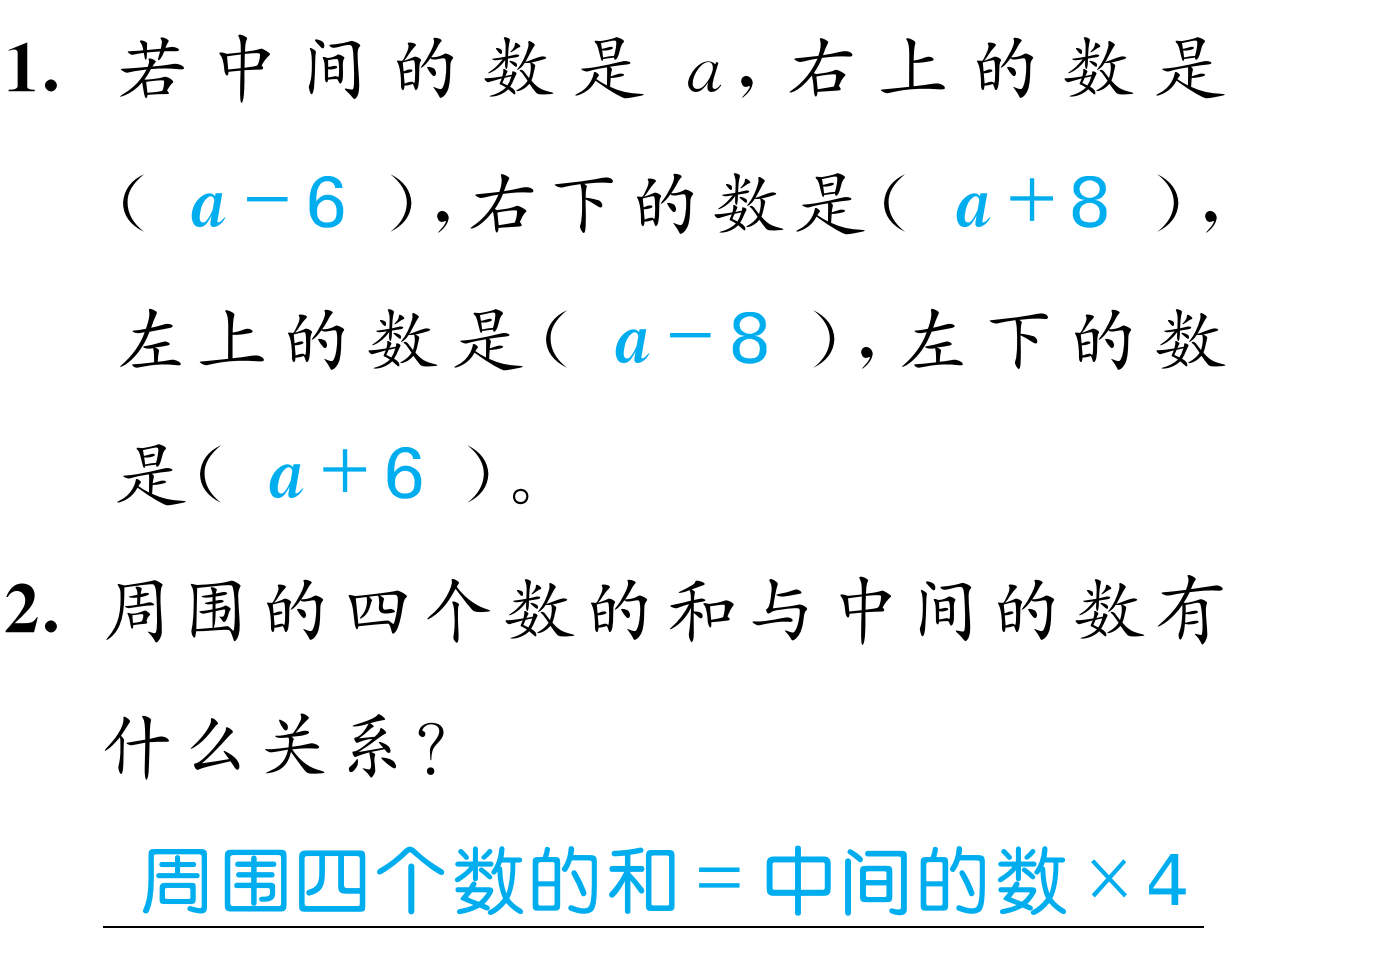 1. 若中间的数是 a,右上的数是
( a-6 ),右下的数是( a+8 ),
左上的数是( a-8 ),左下的数
是( a+6 )。
2. 周围的四个数的和与中间的数有
什么关系?
周围四个数的和=中间的数×4